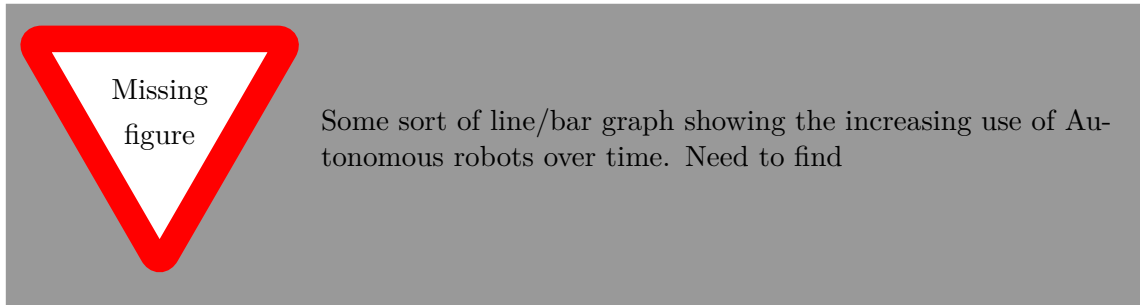 Missing
figure
Some sort of line/bar graph showing the increasing use of Au-
tonomous robots over time. Need to find